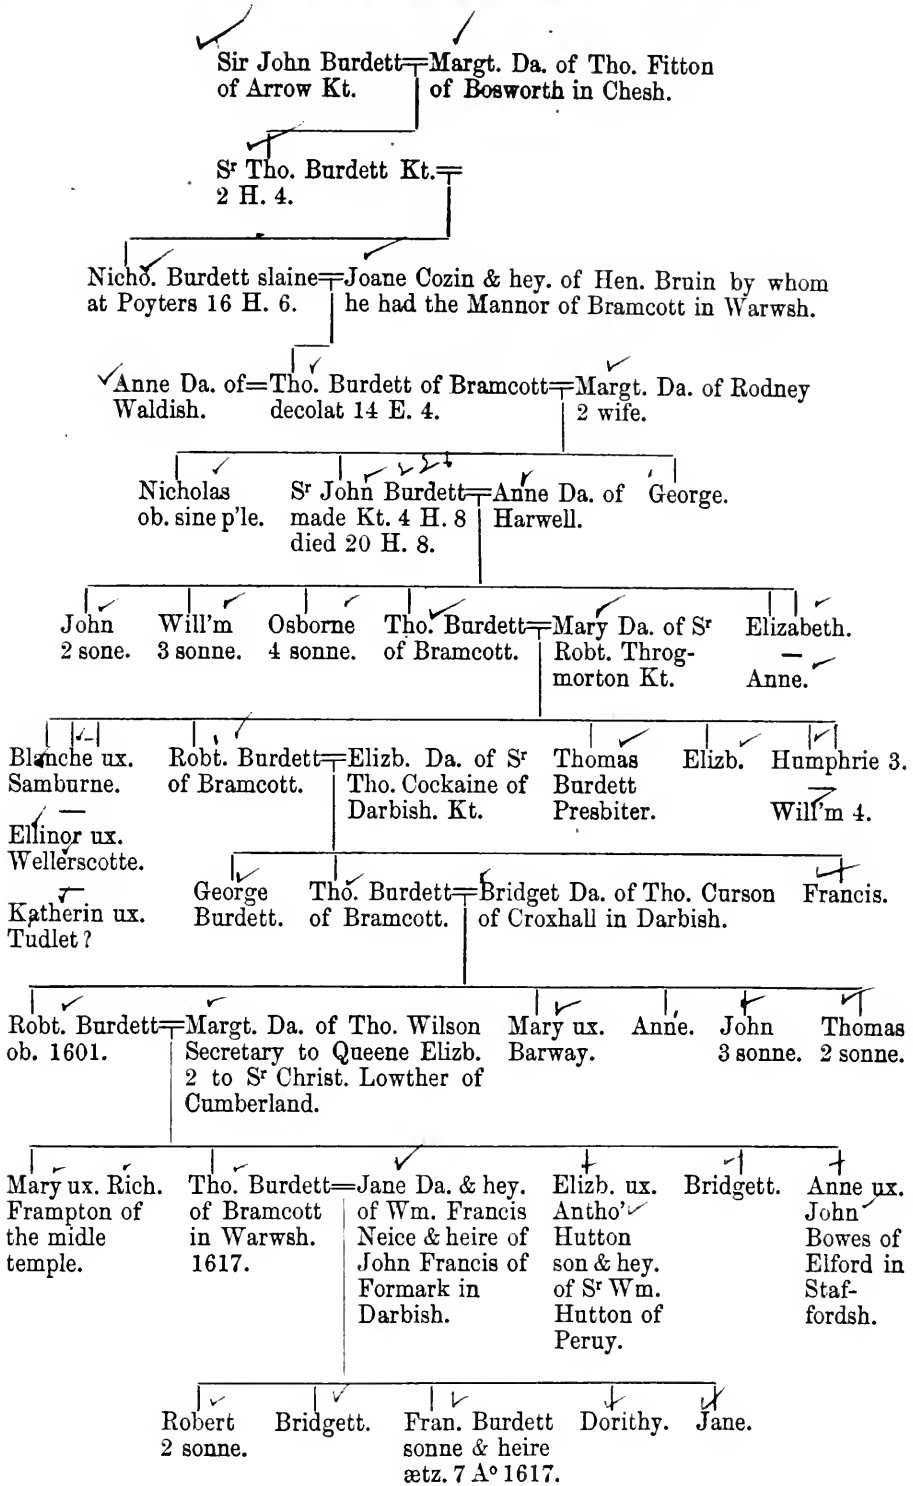 Sir John Burdett Margt. Da. of Tho. Fitton
of Arrow Kt. of Bosworth in Chesh.
Sr Tho. Burdett Kt.
2 H. 4.
Nicho. Burdett slaine Joane Cozin & hey. of Hen. Bruin by whom
at Poyters 16 H. 6. he had the Mannor of Bramcott in Warwsh.
Anne Da. of = Tho. Burdett of Bramcott Margt. Da. of Rodney
Waldish. decolat 14 E. 4. 2 wife.
Nicholas Sr John Burdett Anne Da. of George.
ob. sine p'le. made Kt. 4 H. 8 Harwell.
died 20 H. 8.
John Will'm Osborne Tho. Burdett Mary Da. of Sr Elizabeth.
2 sone. 3 sonne. 4 sonne. of Bramcott. Robt. Throg-
morton Kt. Anne.
Blanche ux. Robt. Burdett Elizb. Da. of Sr Thomas Elizb. Humphrie 3.
Samburne. of Bramcott. Tho. Cockaine of Burdett
Darbish. Kt. Presbiter. Will'm 4.
Ellinor ux.
Wellerscotte.
George Tho. Burdett Bridget Da. of Tho. Curson Francis.
Burdett. of Bramcott. of Croxhall in Darbish.
Katherin ux.
Tudlet?
Robt. Burdett Margt. Da. of Tho. Wilson Mary ux. Anne. John Thomas
ob. 1601. Secretary to Queene Elizb. Barway. 3 sonne. 2 sonne.
2 to Sr Christ. Lowther of
Cumberland.
Mary ux. Rich. Tho. Burdett = Jane Da. & hey. Elizb. ux. Bridgett. Anne ux.
Frampton of of Bramcott of Wm. Francis Antho' John
the midle in Warwsh. Neice & heire of Hutton Bowes of
temple. 1617. John Francis of son & hey. Elford in
Formark in of Sr Wm. Staf-
Darbish. Hutton of fordsh.
Peruy.
Robert Bridgett. Fran. Burdett Dorithy. Jane.
2 sonne. sonne & heire
ætz. 7 Ao 1617.